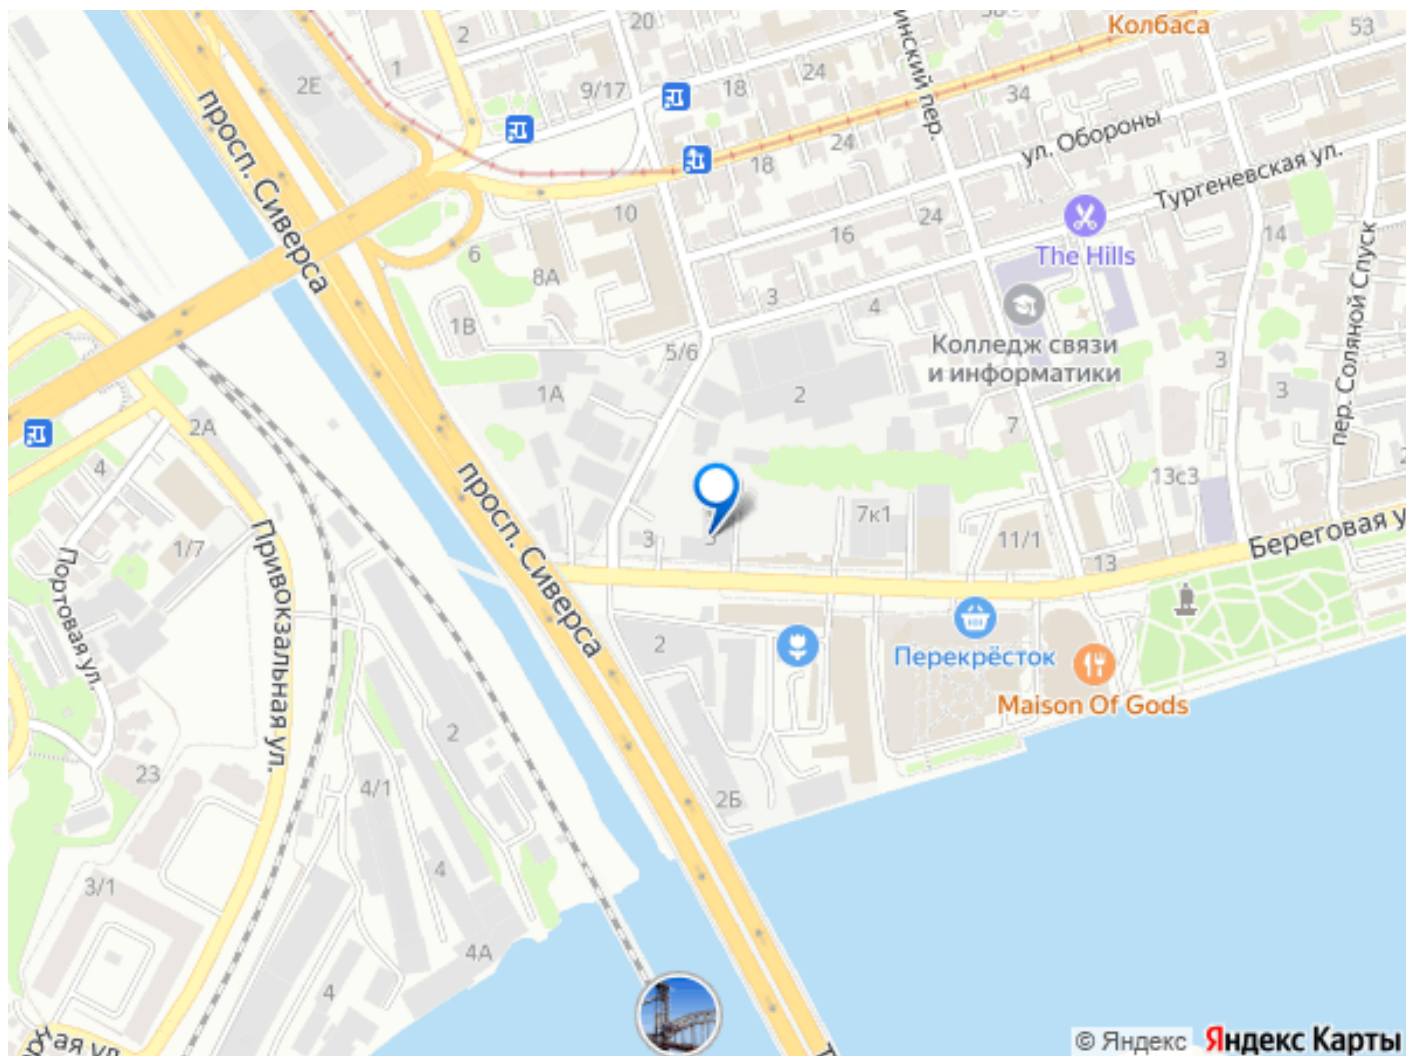 Колбаса
53
20
2
1
2Е
9/17
18
24
34
инский пер.
ул. Обороны
24
18
Тургеневская ул.
просп. Сиверса
10
24
16
14
The Hills
6
8А
3
4
1В
5/6
Колледж связи
и информатики
3
3
пер. Соляной Спуск
1А
2
2А
7
4
13с3
просп. Сиверса
7к1
3
11/1
13
Береговая у
1/7
Портовая ул.
Привокзальная ул.
2
Перекрёсток
Maison Of Gods
2
23
4/1
2Б
4
3/1
4А
4
ная ул.
© Яндекс
Яндекс Карты